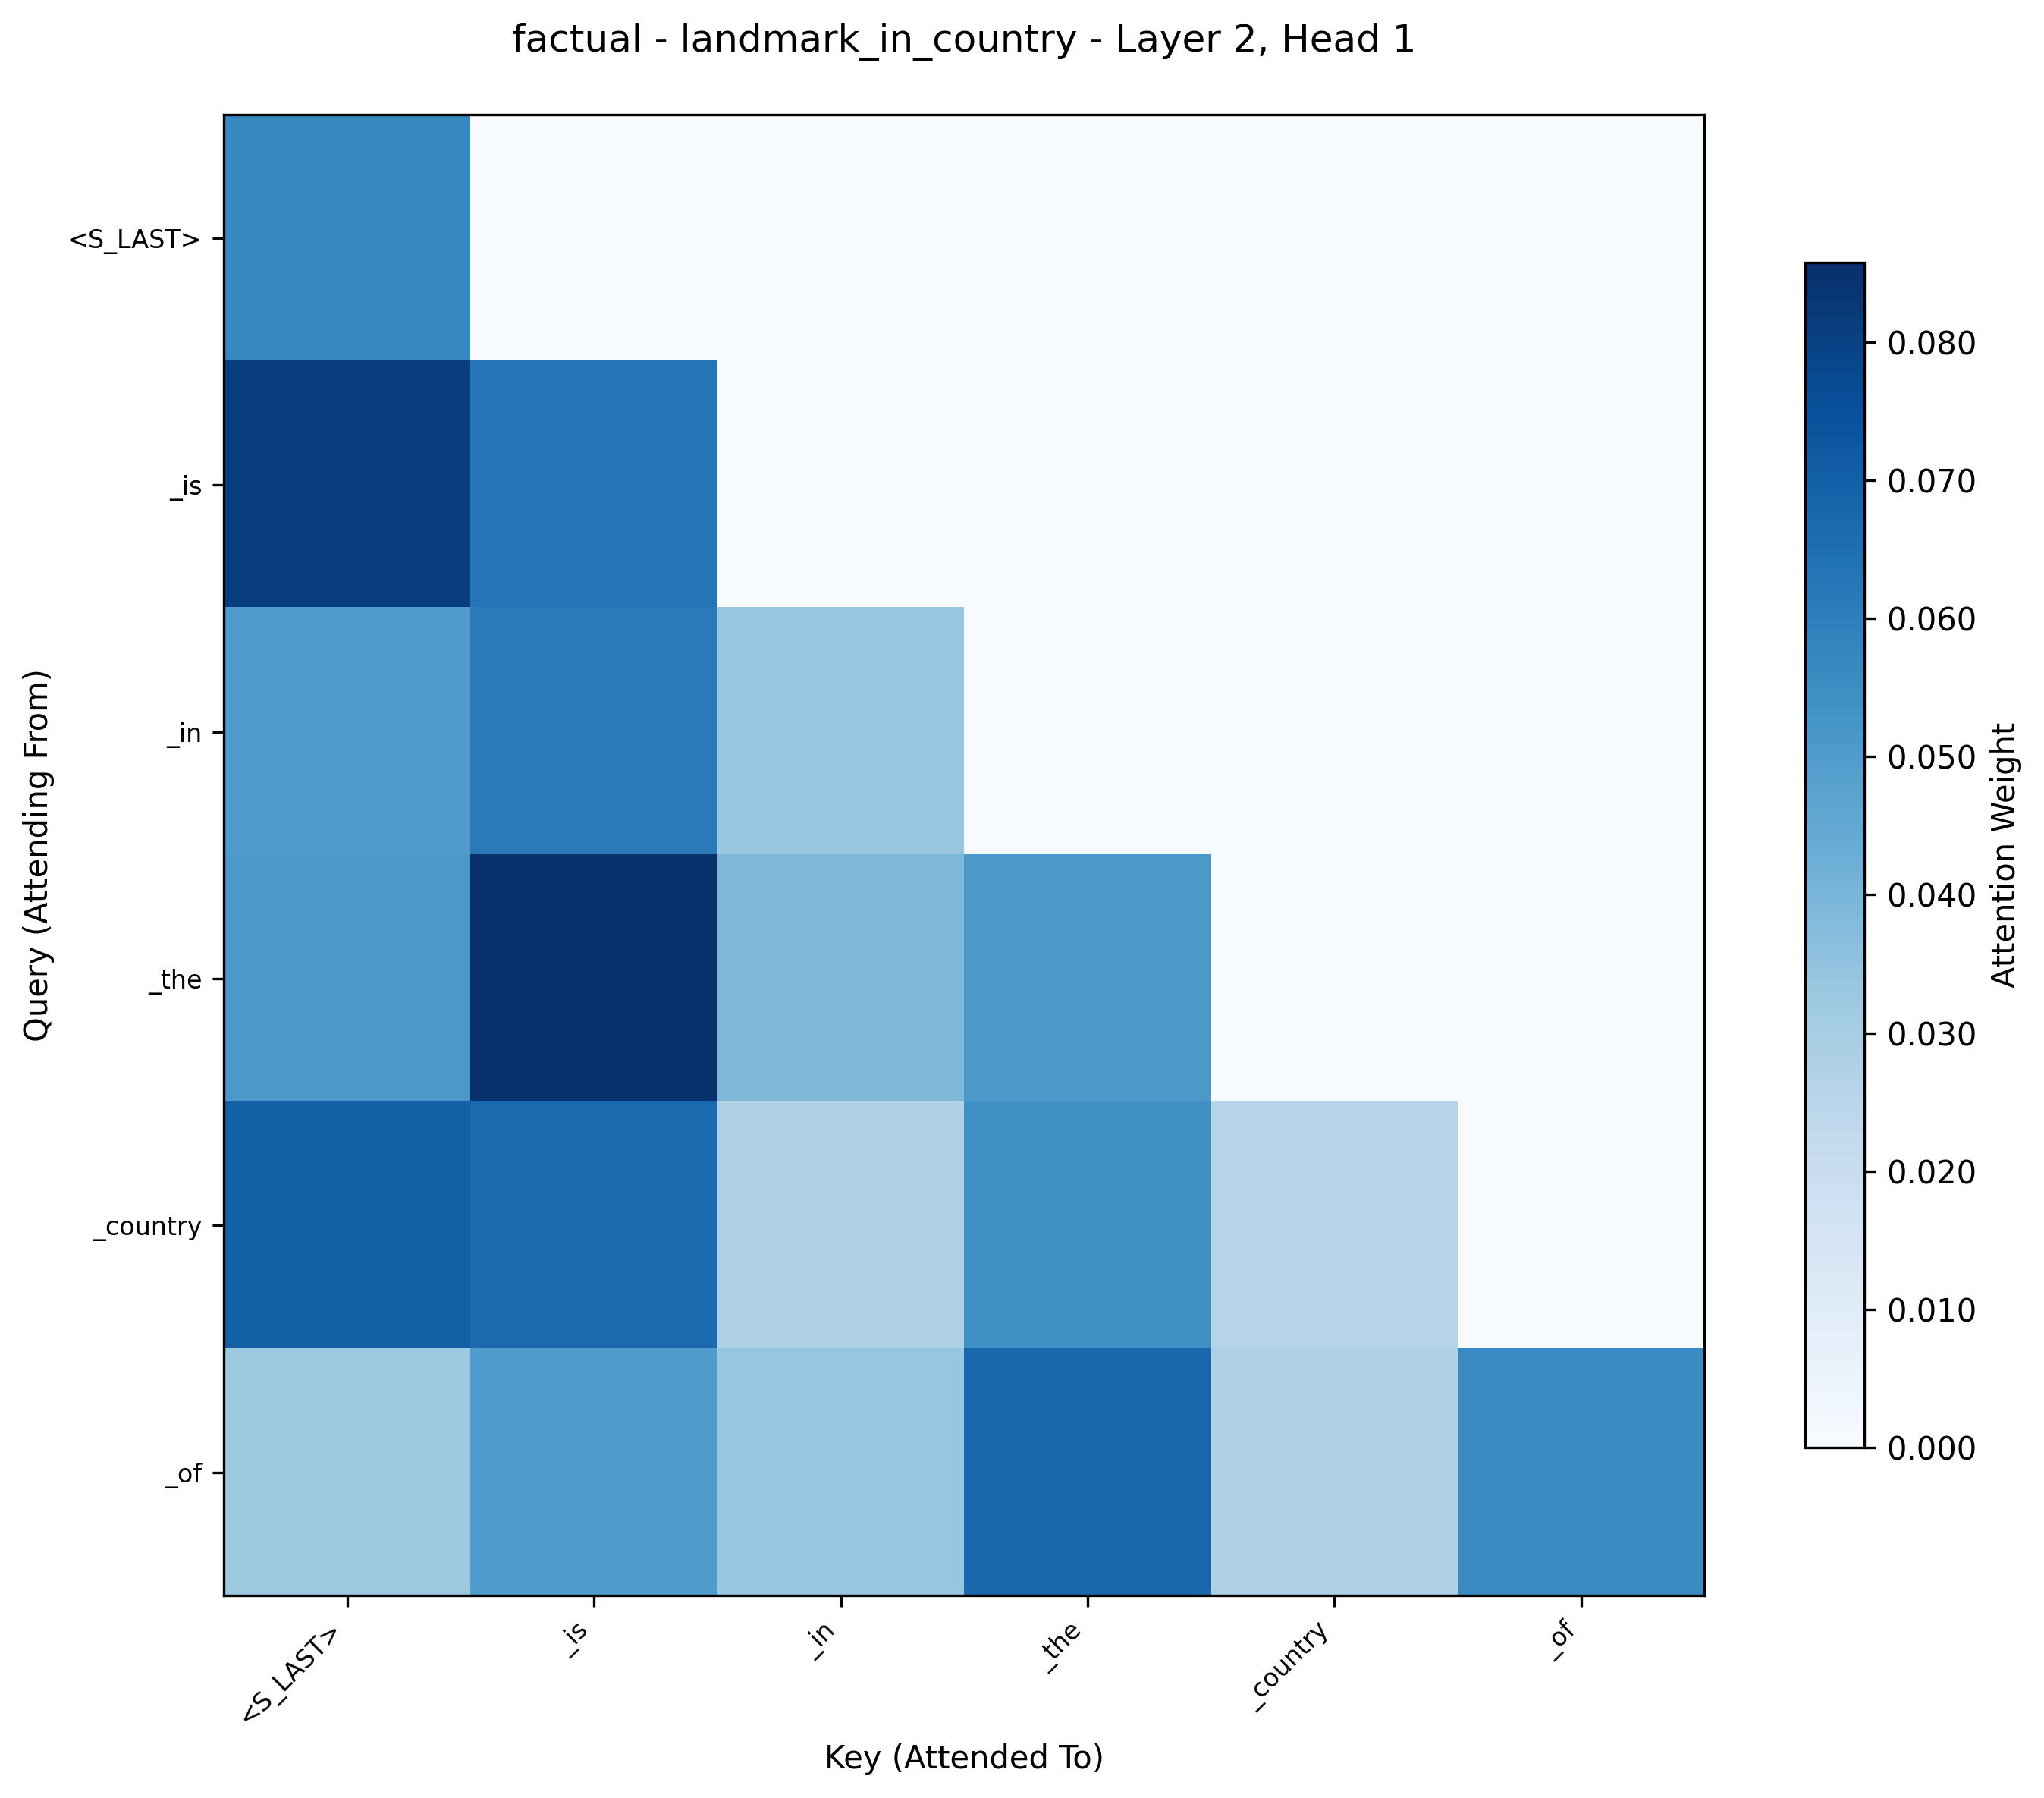 factual - landmark_in_country - Layer 2, Head 1
Query (Attending From)
<S_LAST>
_is
_in
_the
_country
_of
<S_LAST>
_is
_in
_the
_country
_of
Key (Attended To)
0.080
0.070
0.060
0.050
0.040
0.030
0.020
0.010
0.000
Attention Weight